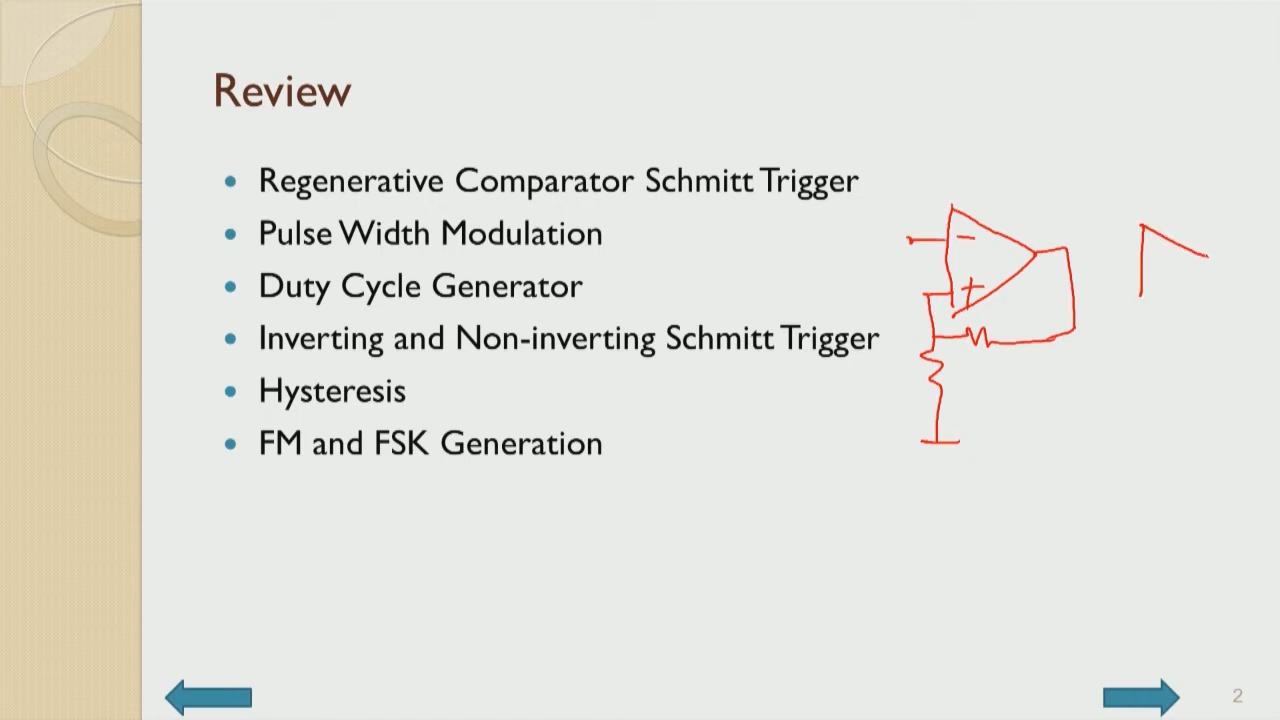 Review
• Regenerative Comparator Schmitt Trigger
• Pulse Width Modulation
• Duty Cycle Generator
• Inverting and Non-inverting Schmitt Trigger
• Hysteresis
• FM and FSK Generation
-
+
2